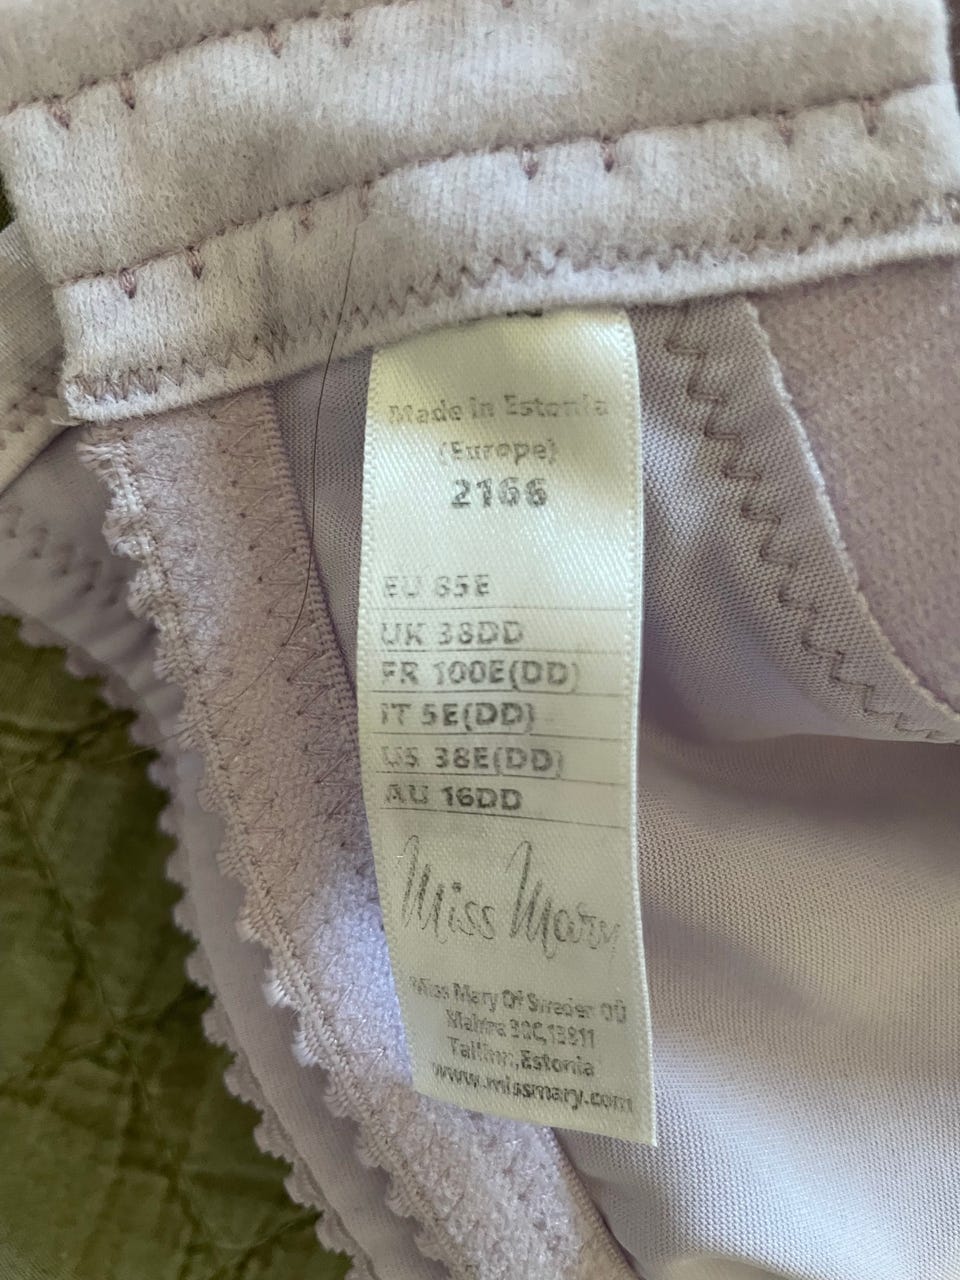 Made in Estonia
(Europe)
2166
EU 85E
UK 38DD
FR 100E(DD)
IT 5E(DD)
US 38E(DD)
AU 16DD
Miss Mary
Miss Mary Of Sweden OÜ
13811
Tallinn,Estonia
www.missmary.com